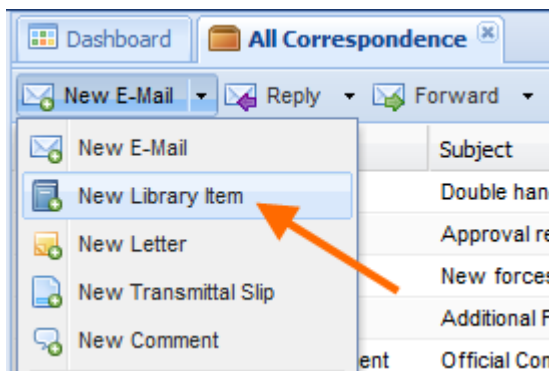 Dashboard All Correspondence
New E-Mail Reply Forward
New E-Mail Subject
New Library Item Double han
New Letter Approval re
New Transmittal Slip New forces
Additional F
New Comment
ent Official Con